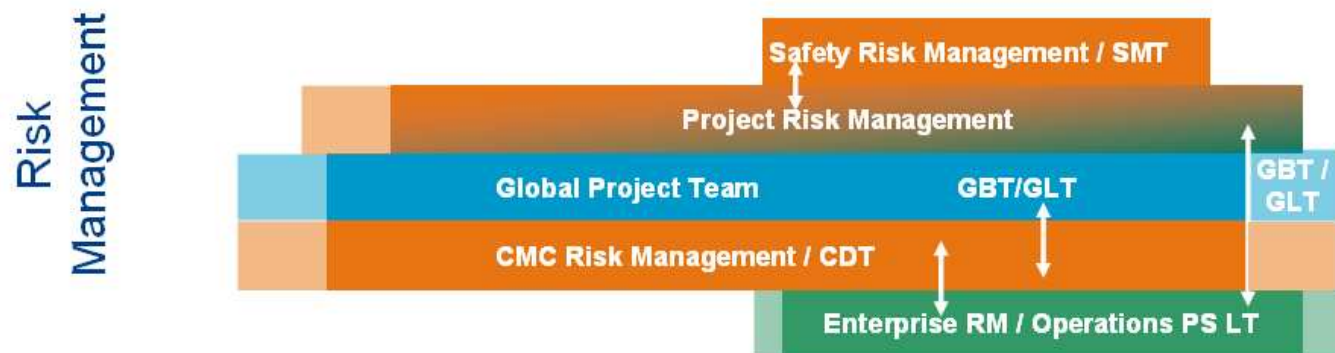 Risk
Management
Safety Risk Management / SMT
Project Risk Management
Global Project Team
GBT/GLT
GBT /
GLT
CMC Risk Management / CDT
Enterprise RM / Operations PS LT